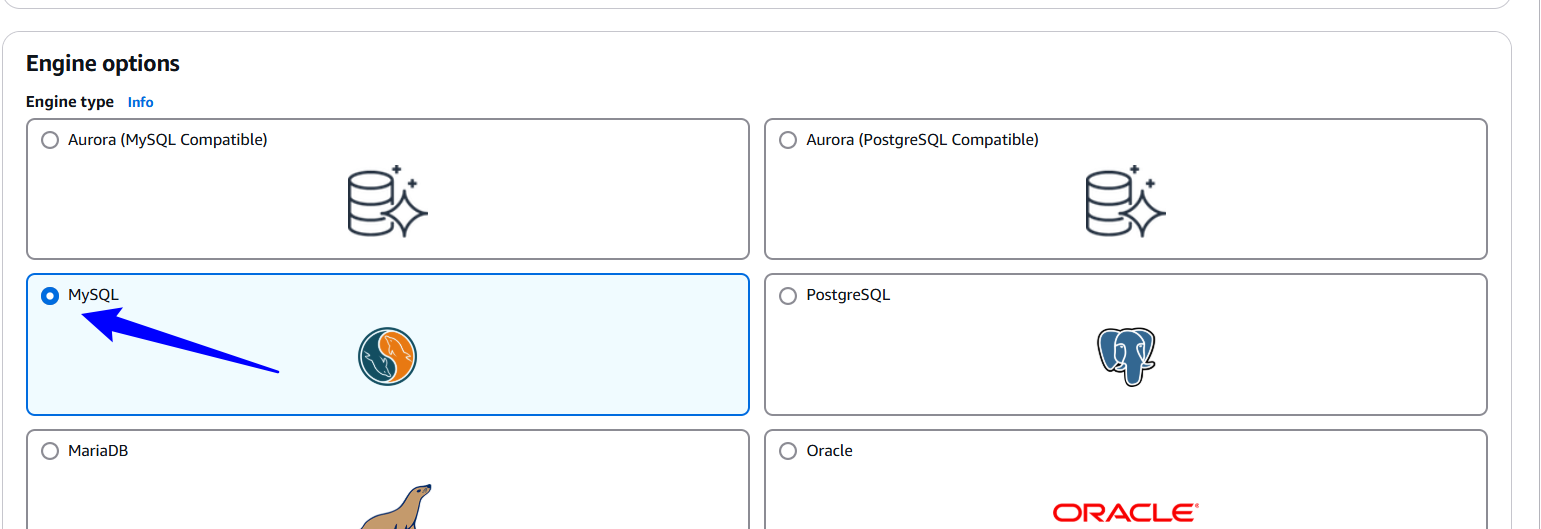 Engine options
Engine type Info
Aurora (MySQL Compatible)
Aurora (PostgreSQL Compatible)
MySQL
PostgreSQL
MariaDB
Oracle
ORACLE®